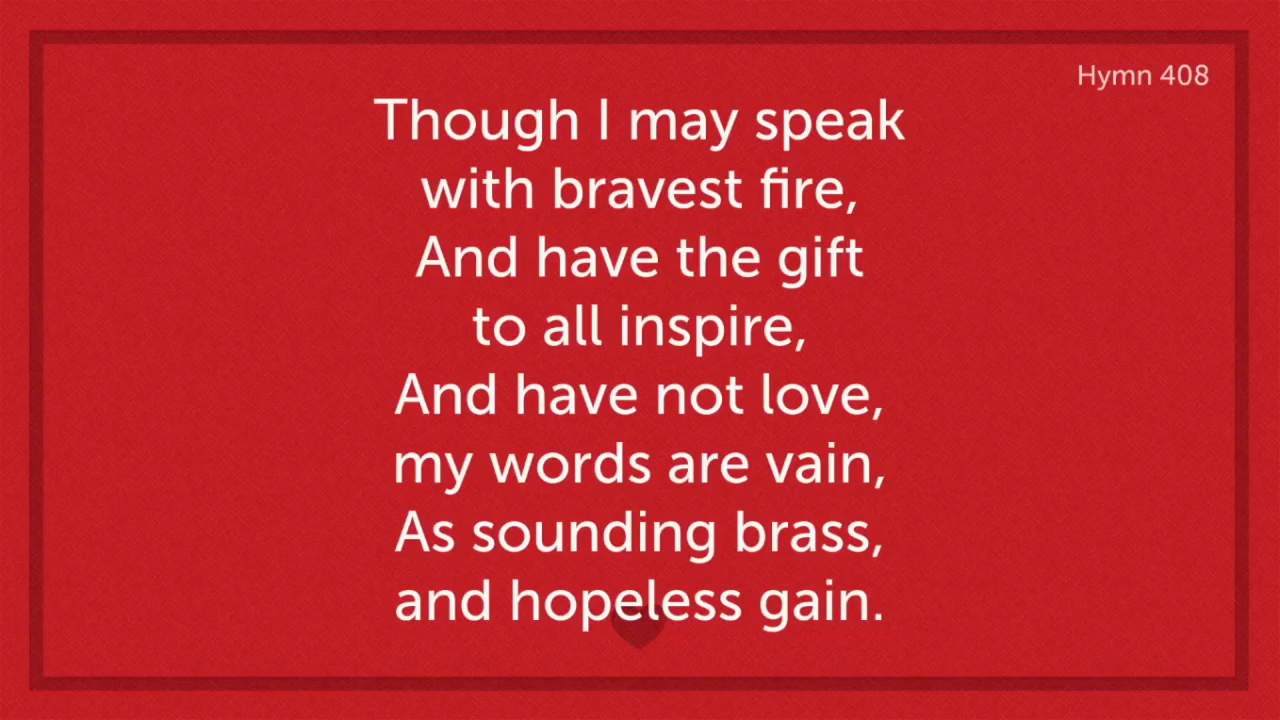 Hymn 408
Though I may speak
with bravest fire,
And have the gift
to all inspire,
And have not love,
my words are vain,
As sounding brass,
and hopeless gain.